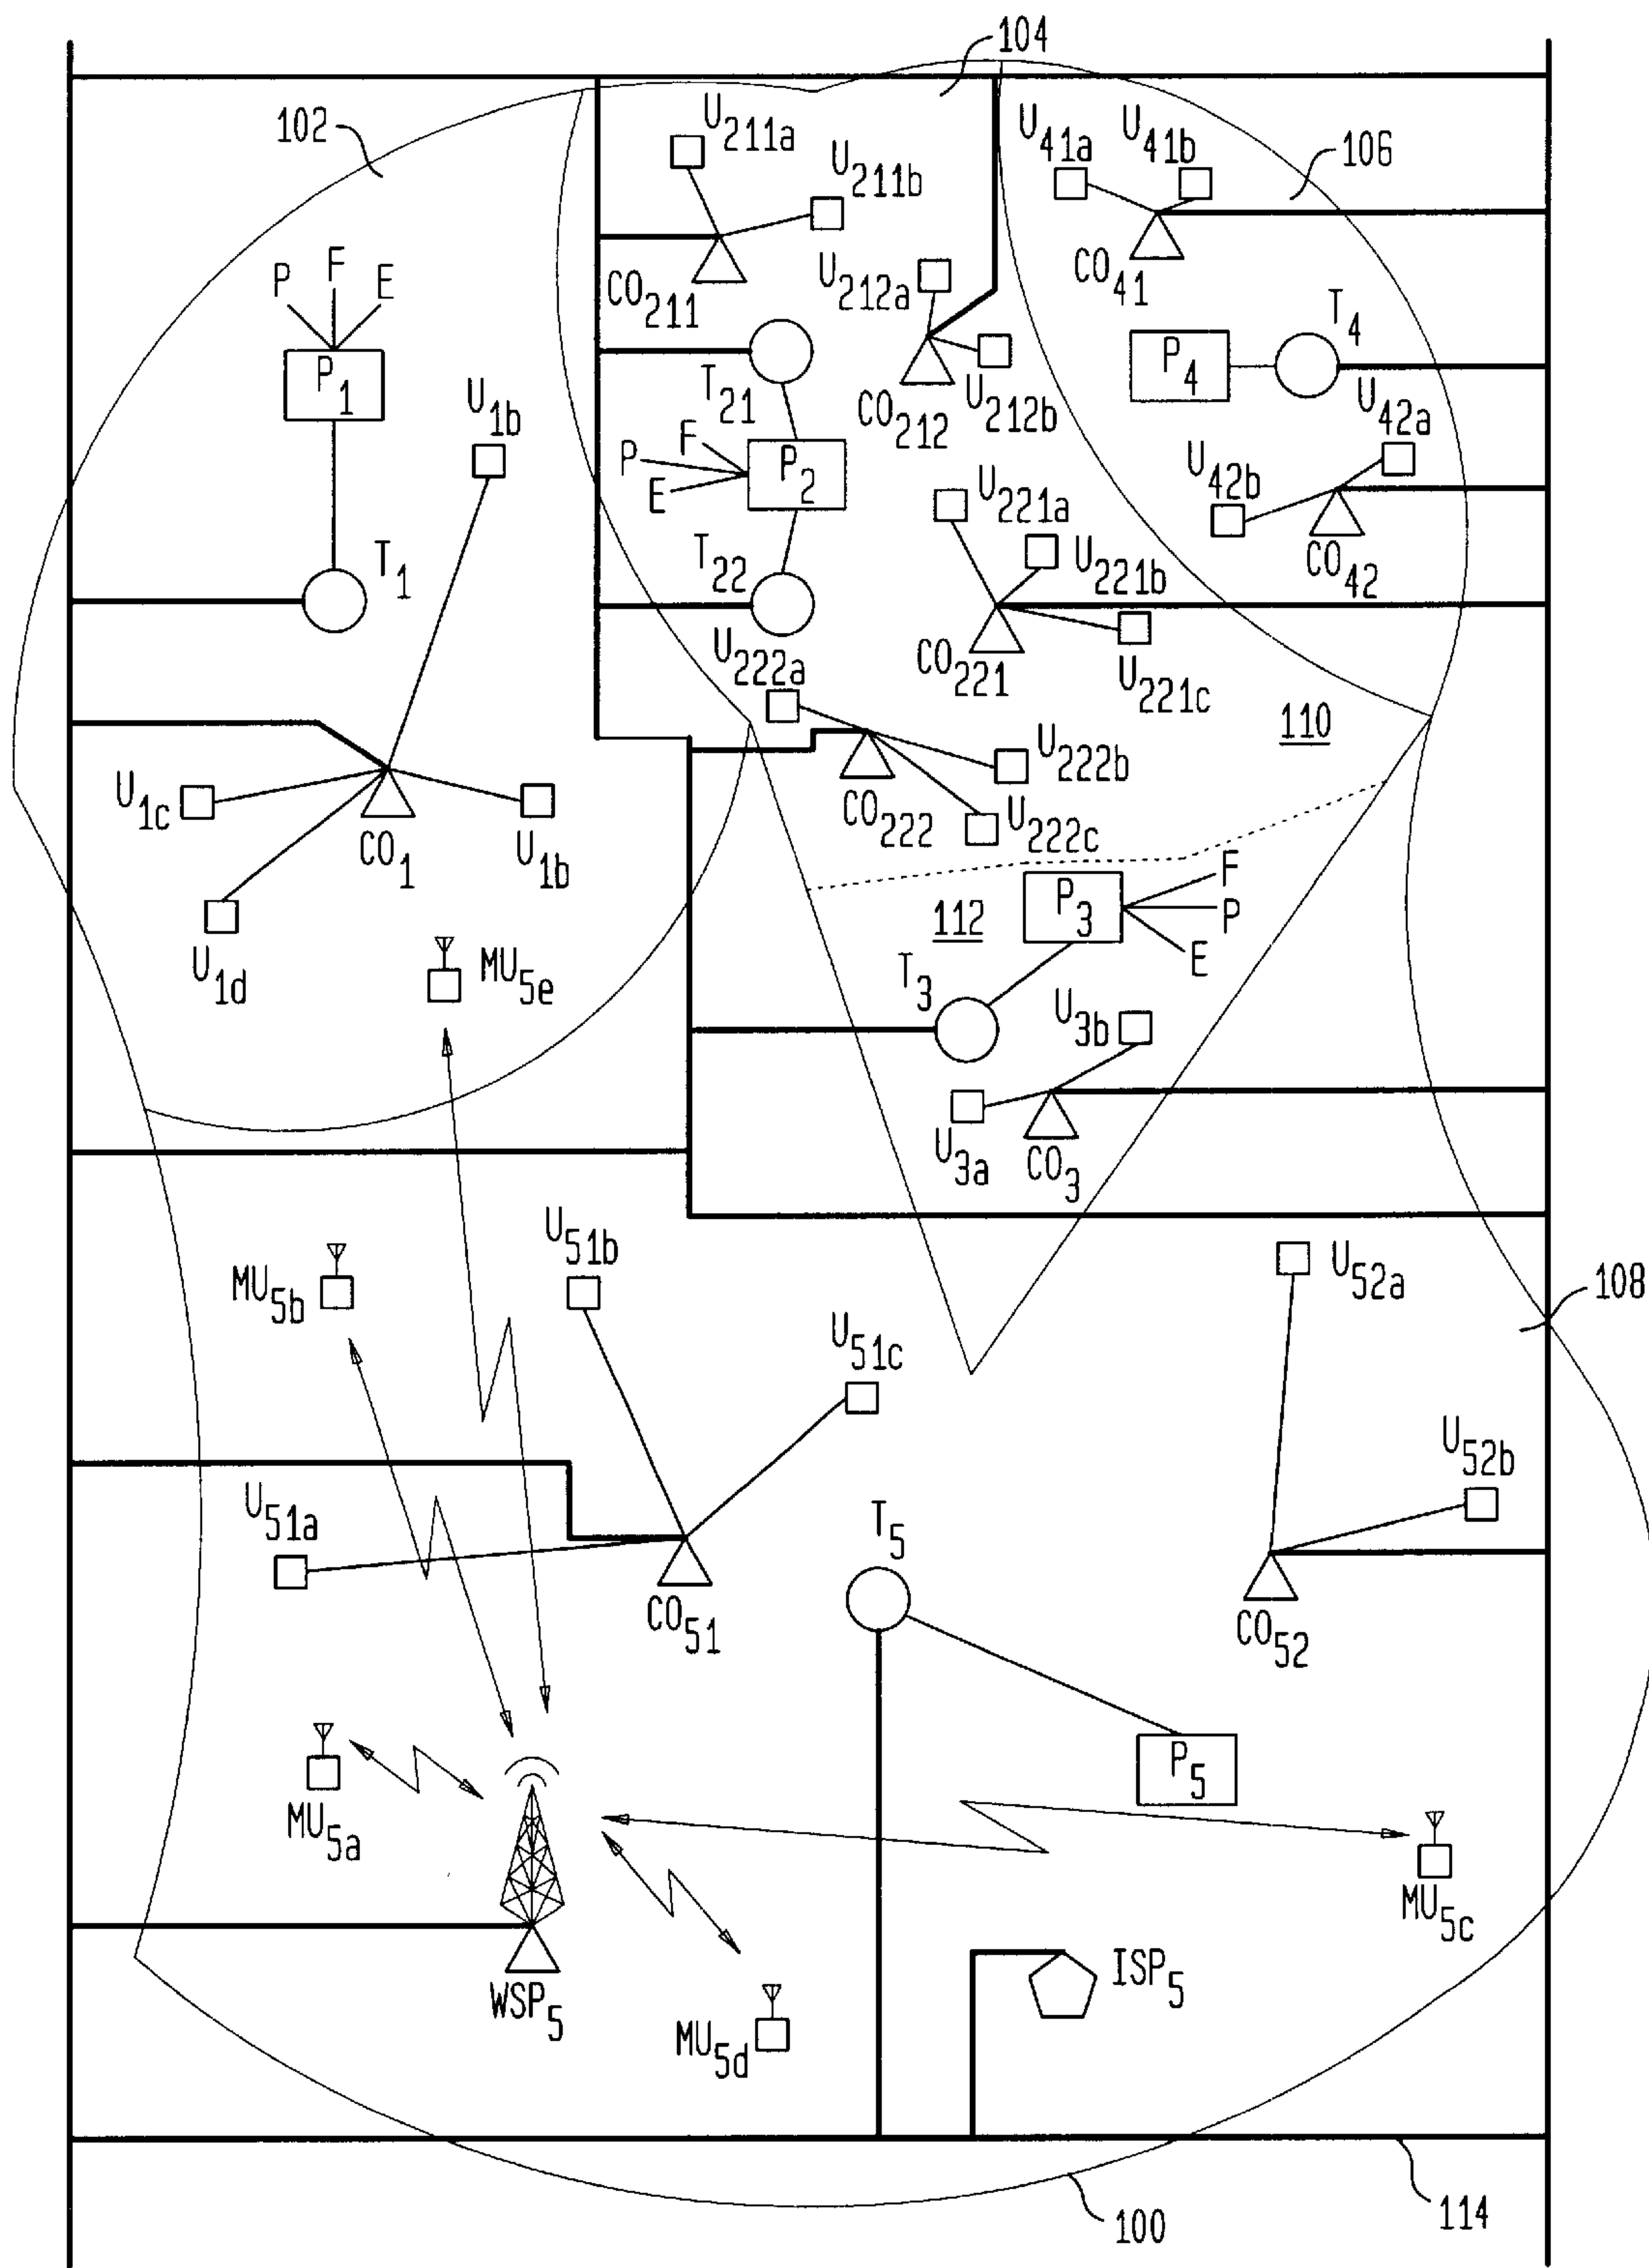 104
102
U211a
U211b
U41a
U41b
106
P F E
CO211
U212a
CO41
P1
T21
CO212
U212b
P4
T4
U1b
U42a
P F E
P2
U42b
U221a
CO42
T1
T22
U221b
U222a
CO221
U221c
110
U1c
CO1
U1b
CO222
U222b
U222c
U1d
MU5e
112
P3
F P E
T3
U3b
U3a
CO3
MU5b
U51b
U51c
U52a
108
U52b
U51a
T5
CO51
CO52
MU5a
P5
MU5c
WSP5
ISP5
MU5d
100
114